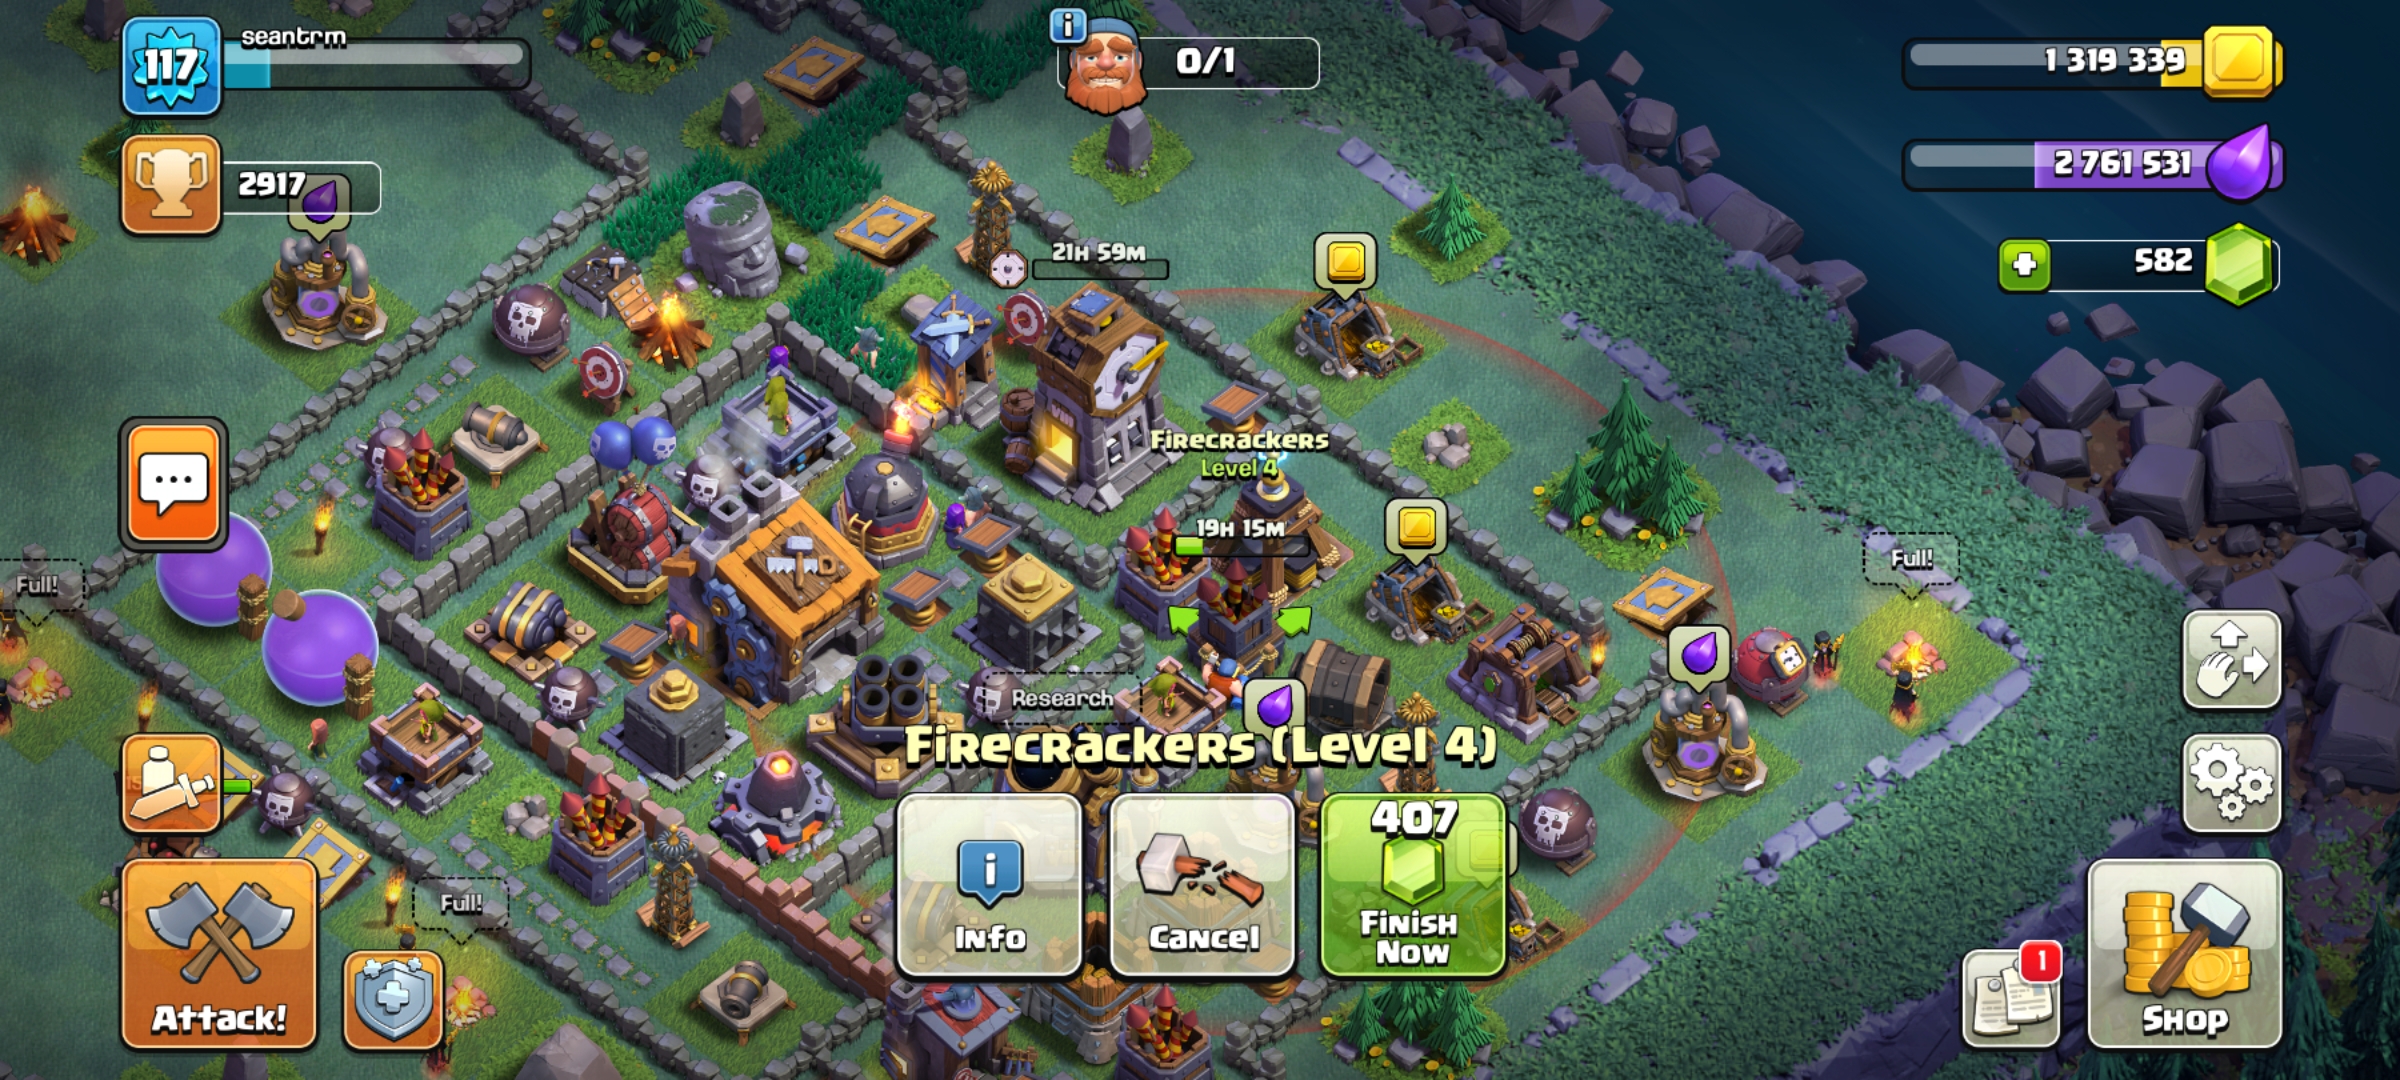 117
seantrm
0/1
1 319 339
2917
2 761 531
21H 59M
582
Firecrackers
Level 4
19H 15M
Full!
Full!
Research
Firecrackers (Level 4)
407
Full!
Info
Cancel
Finish
Now
1
Attack!
Shop